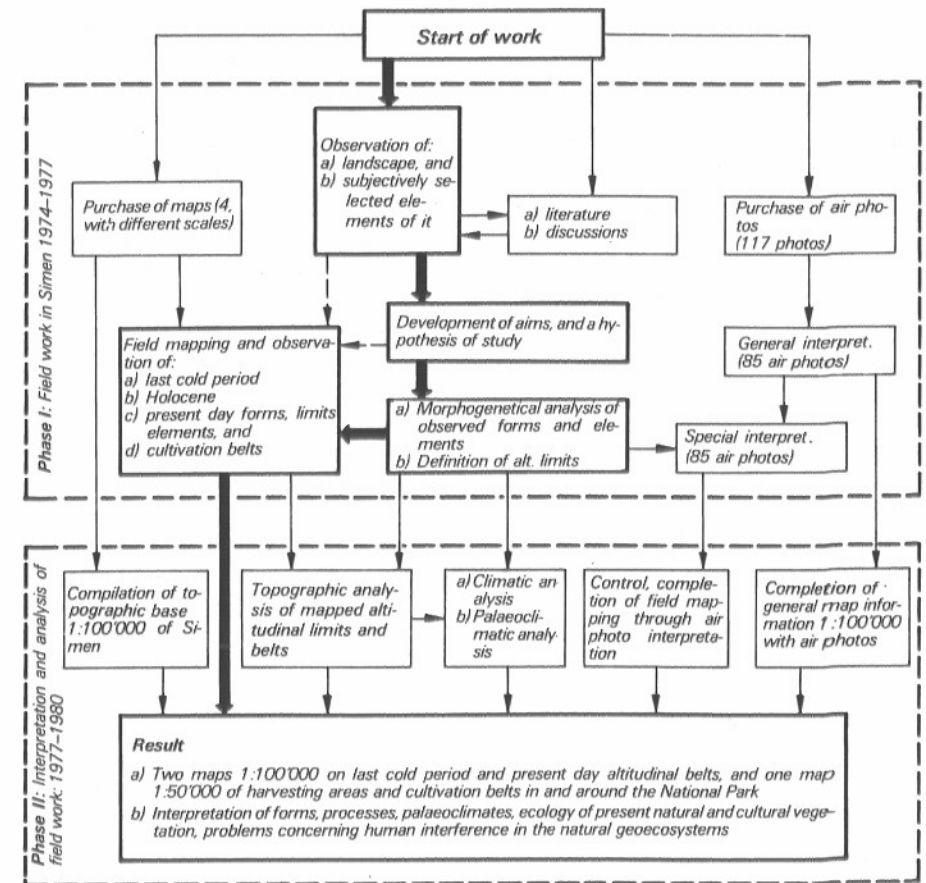 Start of work
Phase I: Field work in Simen 1974–1977
Observation of:
a) landscape, and
b) subjectively se-
lected ele-
ments of it
Purchase of maps (4,
with different scales)
a) literature
b) discussions
Purchase of air pho-
tos
(117 photos)
Development of aims, and a hy-
pothesis of study
Field mapping and observa-
tion of:
a) last cold period
b) Holocene
c) present day forms, limits
elements, and
d) cultivation belts
General interpret.
(85 air photos)
a) Morphogenetical analysis of
observed forms and ele-
ments
b) Definition of alt. limits
Special interpret.
(85 air photos)
Phase II: Interpretation and analysis of
field work: 1977–1980
Compilation of to-
pographic base
1:100'000 of Si-
men
Topographic analy-
sis of mapped alti-
tudinal limits and
belts
a) Climatic an-
alysis
b) Palaeocli-
matic analy-
sis
Control, comple-
tion of field map-
ping through air
photo interpreta-
tion
Completion of
general map infor-
mation 1:100'000
with air photos
Result
a) Two maps 1:100'000 on last cold period and present day altitudinal belts, and one map
1:50'000 of harvesting areas and cultivation belts in and around the National Park
b) Interpretation of forms, processes, palaeoclimates, ecology of present natural and cultural vege-
tation, problems concerning human interference in the natural geoecosystems